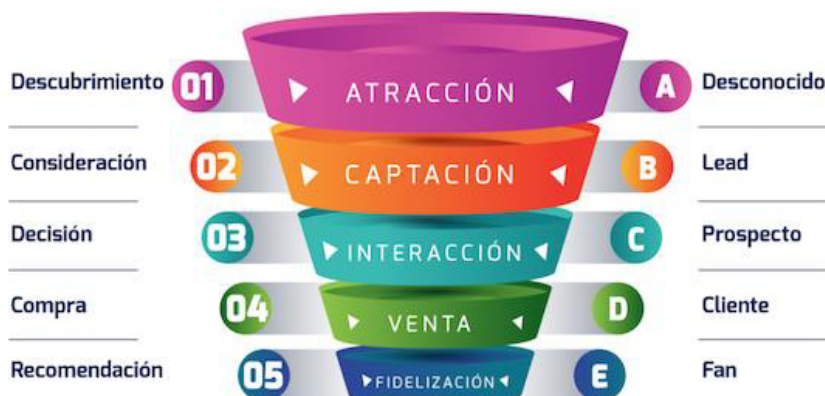 Descubrimiento 01 ATRACCIÓN A Desconocido
Consideración 02 CAPTACIÓN B Lead
Decisión 03 INTERACCIÓN C Prospecto
Compra 04 VENTA D Cliente
Recomendación 05 FIDELIZACIÓN E Fan